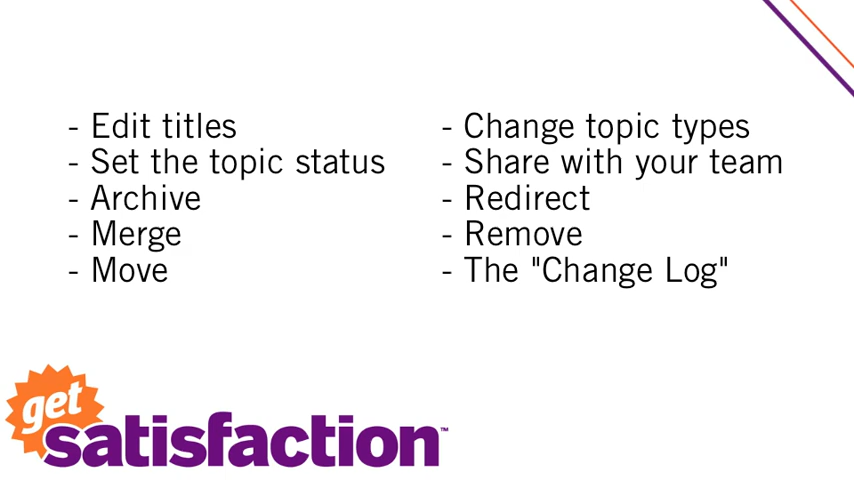 - Edit titles
- Set the topic status
- Archive
- Merge
- Move
- Change topic types
- Share with your team
- Redirect
- Remove
- The "Change Log"
get
satisfaction™